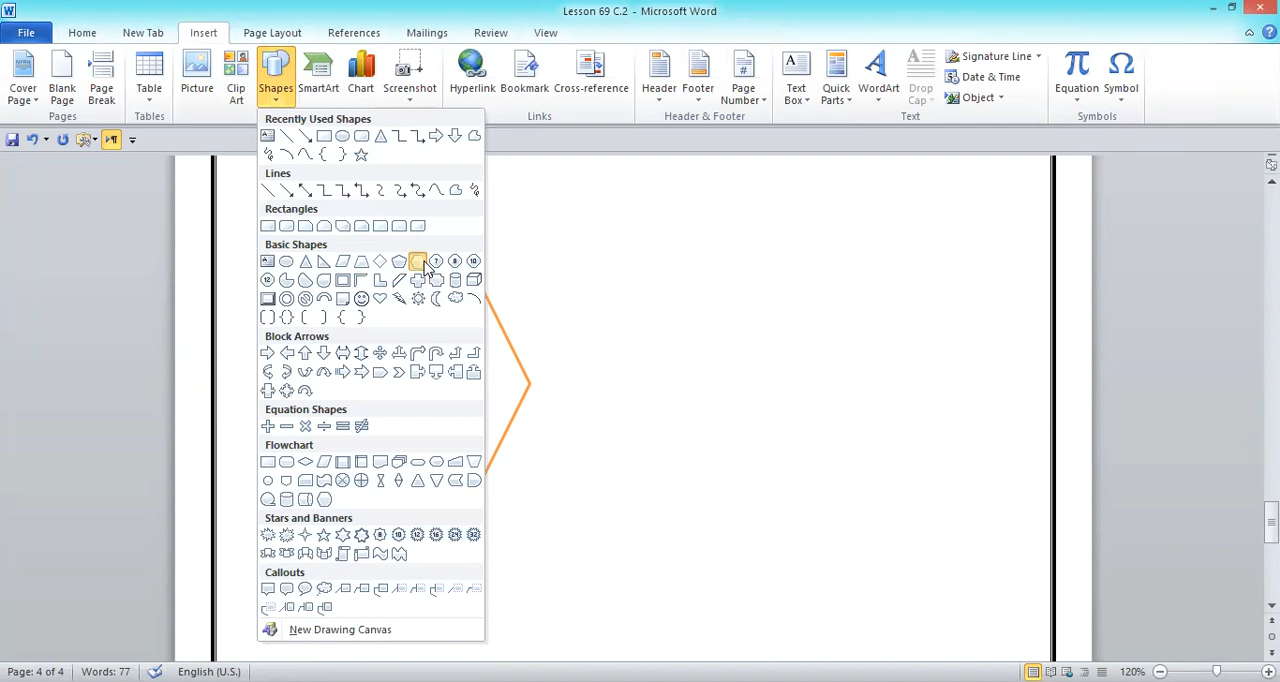 Lesson 69 C.2 - Microsoft Word
File Home New Tab Insert Page Layout References Mailings Review View
Cover Page
Blank Page
Page Break
Table
Picture
Clip Art
Shapes
SmartArt
Chart
Screenshot
Hyperlink
Bookmark
Cross-reference
Header
Footer
Page Number
Text Box
Quick Parts
WordArt
Drop Cap
Signature Line
Date & Time
Object
Equation
Symbol
Pages
Tables
Links
Header & Footer
Text
Symbols
Recently Used Shapes
Lines
Rectangles
Basic Shapes
Block Arrows
Equation Shapes
Flowchart
Stars and Banners
Callouts
New Drawing Canvas
Page: 4 of 4 Words: 77 English (U.S.) 120%